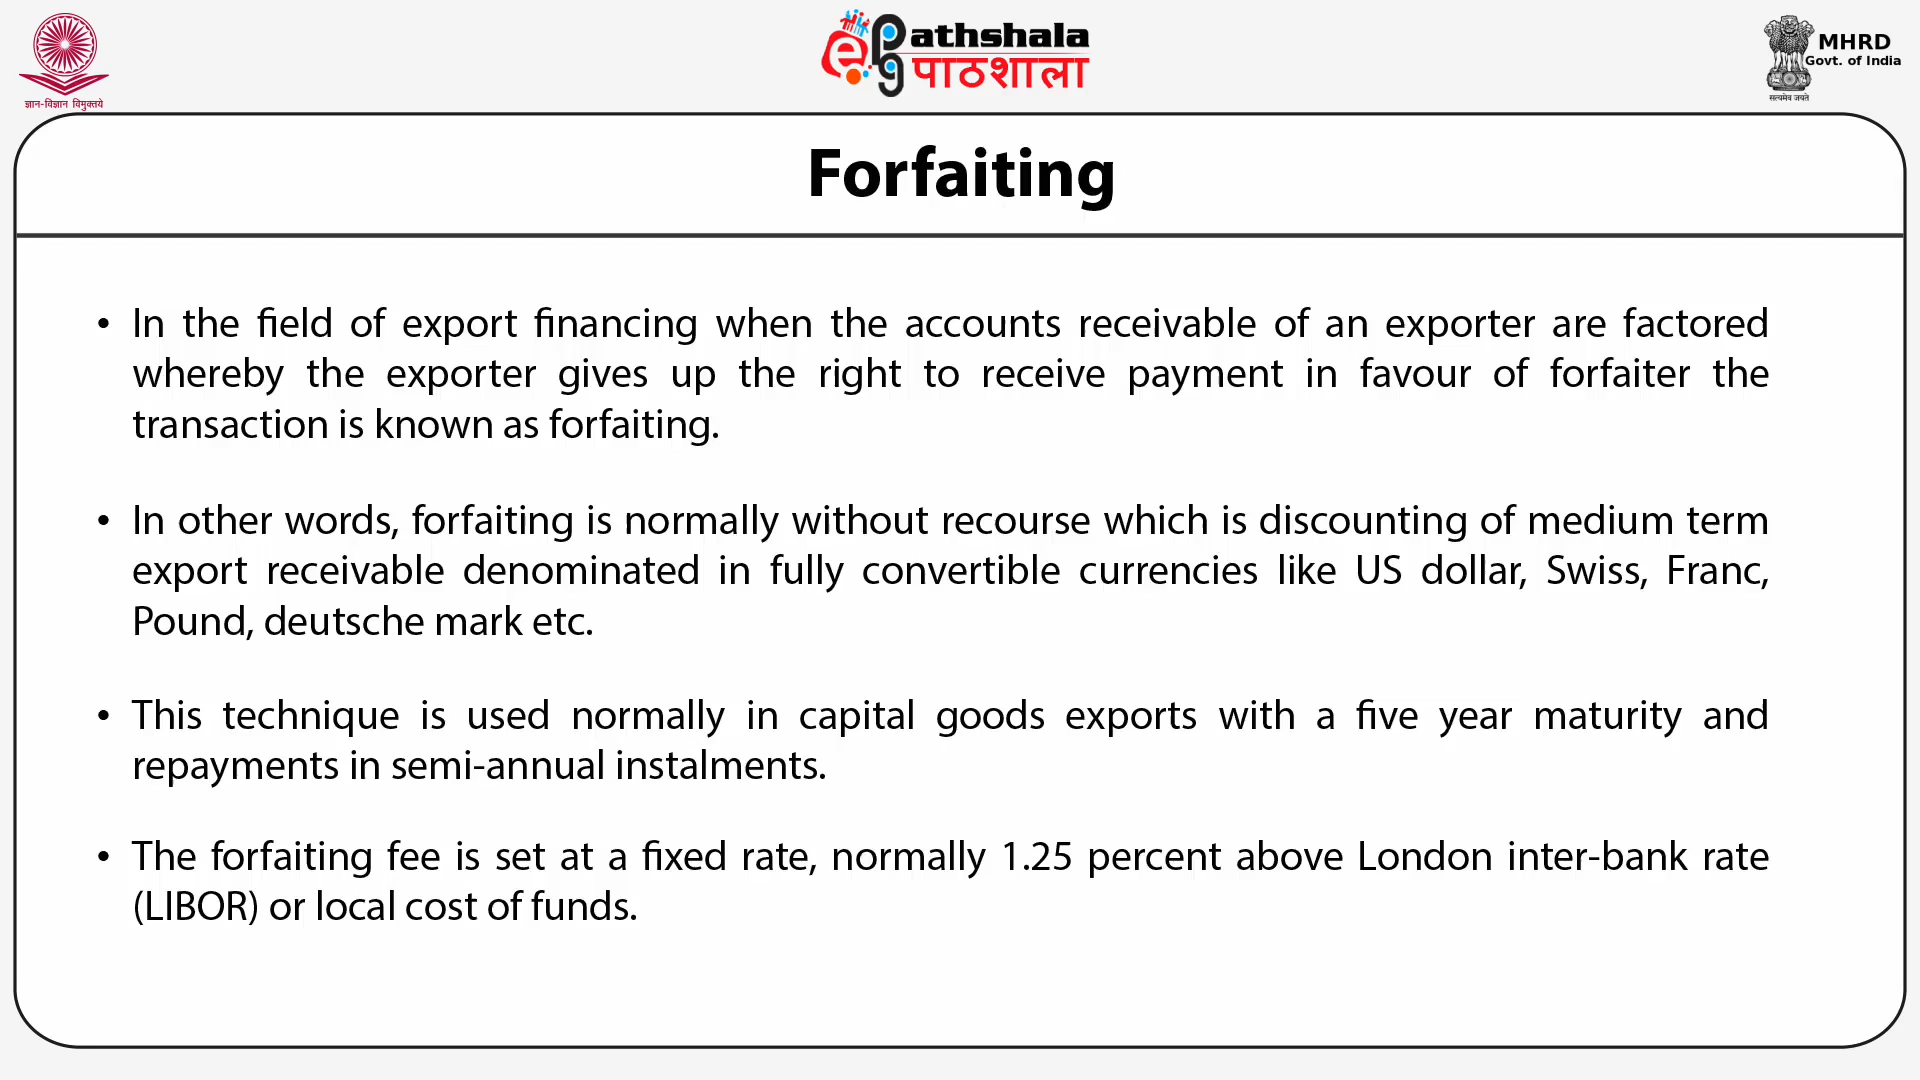 ज्ञान-विज्ञान विमुक्तये
e pg
athshala
पाठशाला
MHRD
Govt. of India
सत्यमेव जयते
Forfaiting
• In the field of export financing when the accounts receivable of an exporter are factored
whereby the exporter gives up the right to receive payment in favour of forfaiter the
transaction is known as forfaiting.
• In other words, forfaiting is normally without recourse which is discounting of medium term
export receivable denominated in fully convertible currencies like US dollar, Swiss, Franc,
Pound, deutsche mark etc.
• This technique is used normally in capital goods exports with a five year maturity and
repayments in semi-annual instalments.
• The forfaiting fee is set at a fixed rate, normally 1.25 percent above London inter-bank rate
(LIBOR) or local cost of funds.